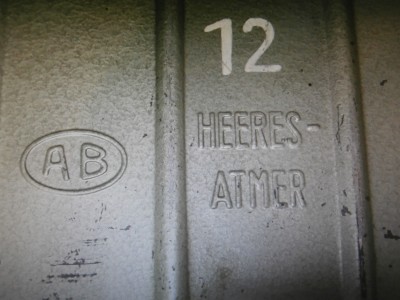 12
HEERES-
ATMER
AB